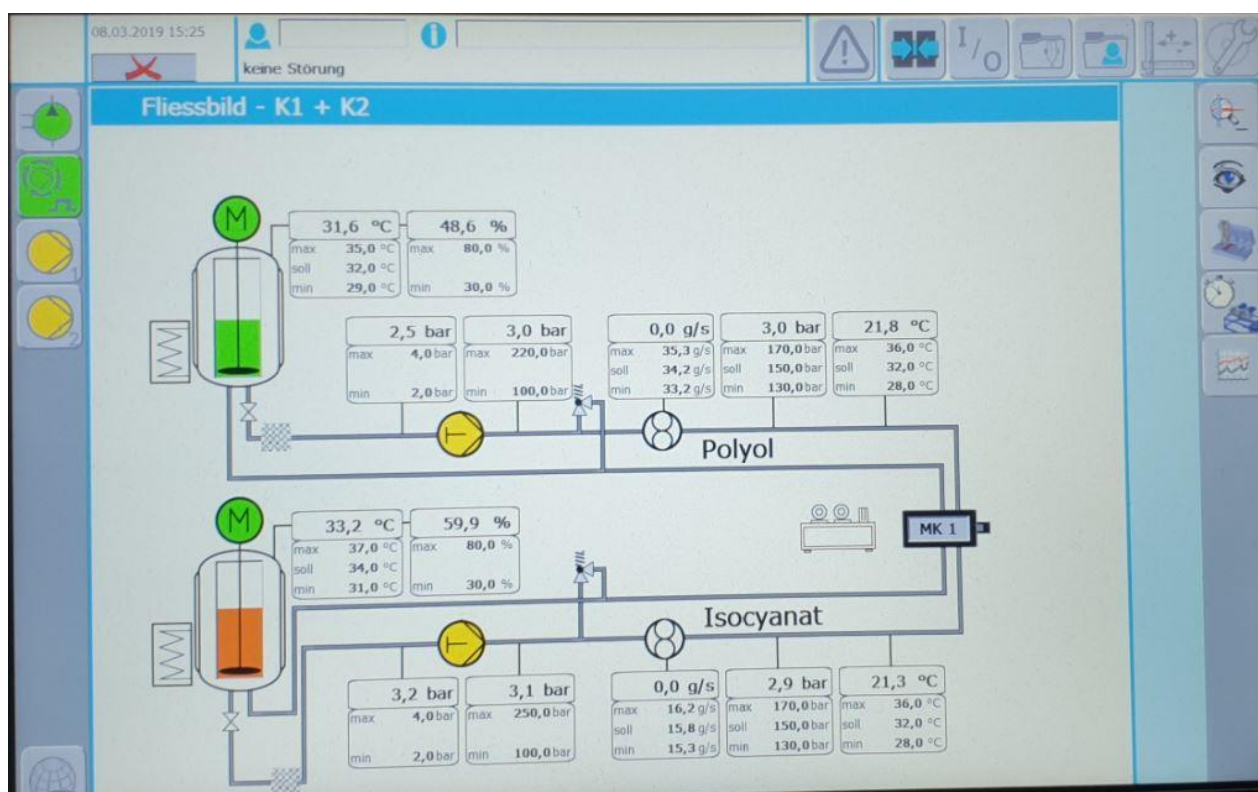 08.03.2019 15:25
keine Störung
I/O
Fliessbild - K1 + K2
1
2
M
31,6 °C
max 35,0 °C
soll 32,0 °C
min 29,0 °C
48,6 %
max 80,0 %
min 30,0 %
2,5 bar
max 4,0 bar
min 2,0 bar
3,0 bar
max 220,0 bar
min 100,0 bar
0,0 g/s
max 35,3 g/s
soll 34,2 g/s
min 33,2 g/s
3,0 bar
max 170,0 bar
soll 150,0 bar
min 130,0 bar
21,8 °C
max 36,0 °C
soll 32,0 °C
min 28,0 °C
Polyol
MK 1
M
33,2 °C
max 37,0 °C
soll 34,0 °C
min 31,0 °C
59,9 %
max 80,0 %
min 30,0 %
Isocyanat
3,2 bar
max 4,0 bar
min 2,0 bar
3,1 bar
max 250,0 bar
min 100,0 bar
0,0 g/s
max 16,2 g/s
soll 15,8 g/s
min 15,3 g/s
2,9 bar
max 170,0 bar
soll 150,0 bar
min 130,0 bar
21,3 °C
max 36,0 °C
soll 32,0 °C
min 28,0 °C